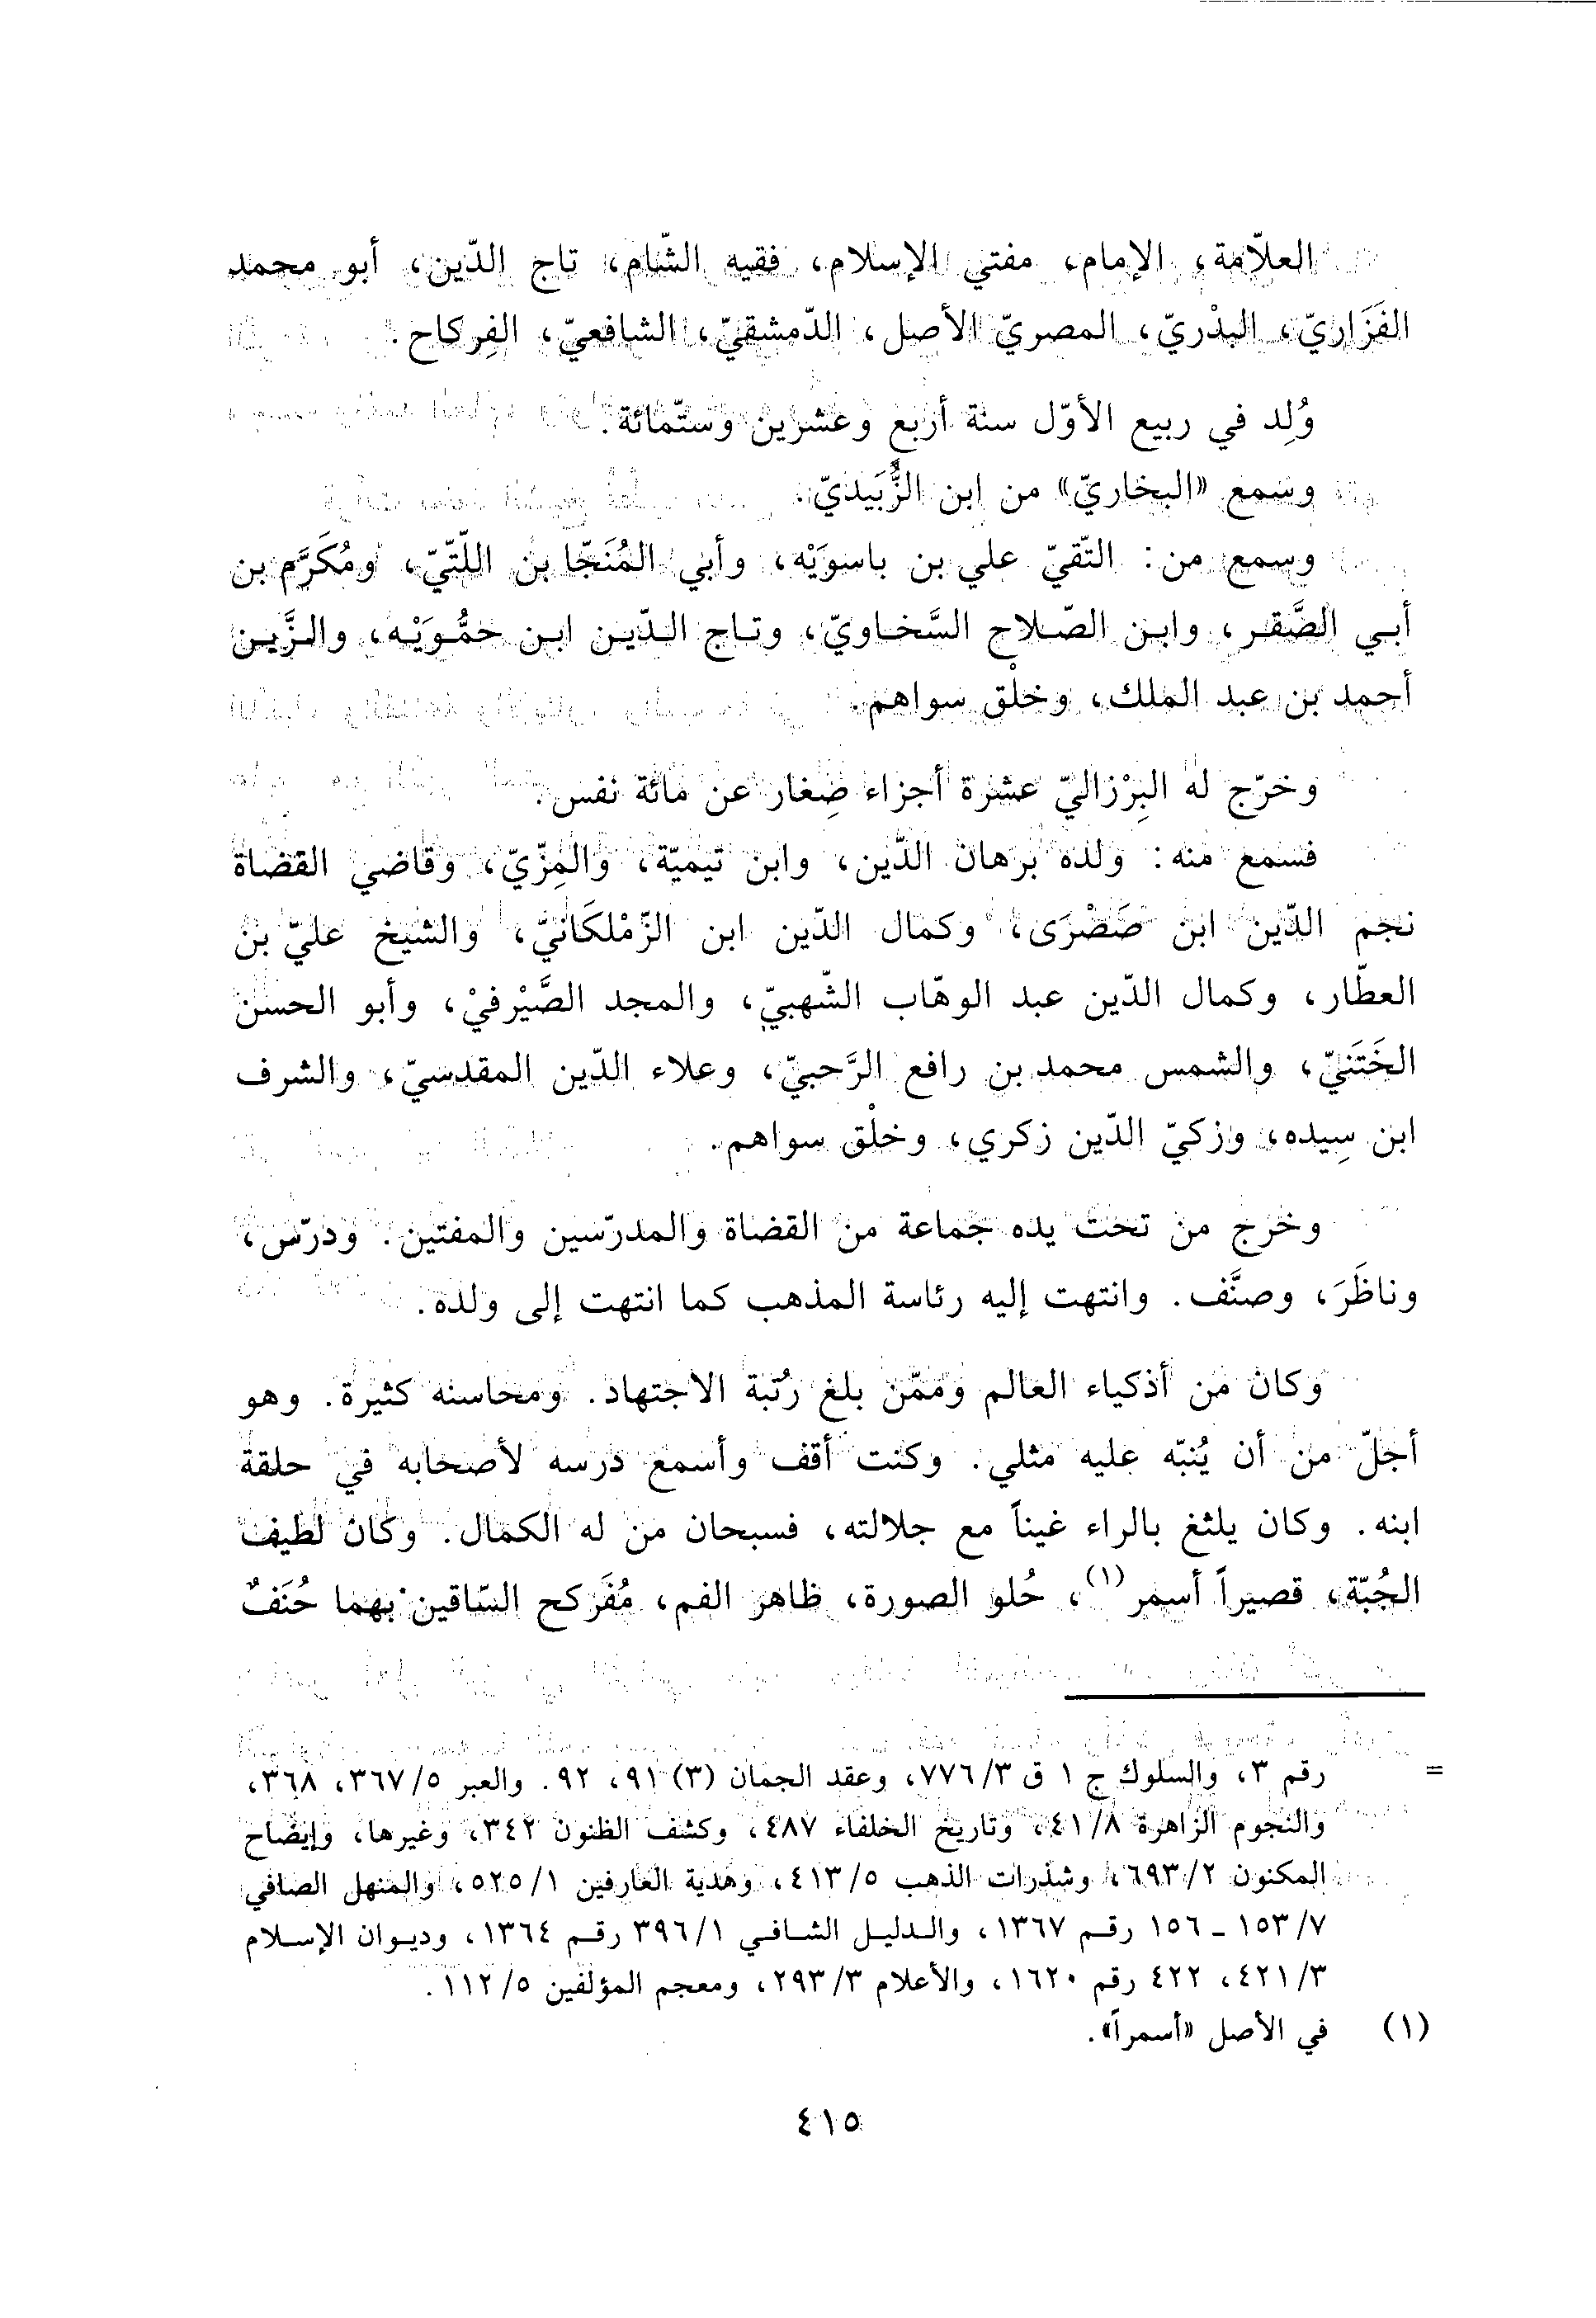 العلّامة، الإمام، مفتي الإسلام، فقيه الشّام، تاج الدّين، أبو محمد
الفَزَاريّ، البدْريّ، المصريّ الأصل، الدّمشقيّ، الشافعيّ، الفِركاح.
وُلِد في ربيع الأوّل سنة أربع وعشرين وستّمائة.
وسمع «البخاريّ» من ابن الزُّبَيديّ.
وسمع من: التّقيّ علي بن باسوَيْه، وأبي المُنَجّا بن اللّتّيّ، ومُكَرَّم بن
أبي الصَّقر، وابن الصّلاح السَّخاويّ، وتاج الدّين ابن حمُّوَيْه، والزَّين
أحمد بن عبد الملك، وخلْق سواهم.
وخرّج له البِرْزاليّ عشرة أجزاء صِغار عن مائة نفس.
فسمع منه: ولده برهان الدّين، وابن تيميّة، والمِزّيّ، وقاضي القضاة
نجم الدّين ابن صَصْرَى، وكمال الدّين ابن الزّمْلكَانيّ، والشيخ عليّ بن
العطّار، وكمال الدّين عبد الوهّاب الشّهبيّ، والمجد الصَّيْرفيْ، وأبو الحسن
الخَتَنيّ، والشمس محمد بن رافع الرَّحبيّ، وعلاء الدّين المقدسيّ، والشرف
ابن سِيده، وزكيّ الدّين زكري، وخلْق سواهم.
وخرج من تحت يده جماعة من القضاة والمدرّسين والمفتين. ودرّس،
وناظَرَ، وصنَّف. وانتهت إليه رئاسة المذهب كما انتهت إلى ولده.
وكان من أذكياء العالم وممّن بلغ رُتبة الاجتهاد. ومحاسنه كثيرة. وهو
أجلّ من أن يُنبّه عليه مثلي. وكنت أقف وأسمع درسه لأصحابه في حلقة
ابنه. وكان يلثغ بالراء غيناً مع جلالته، فسبحان من له الكمال. وكان لطيف
الجُبّة، قصيراً أسمر(١)، حُلو الصورة، ظاهر الفم، مُفَركح السّاقين بهما حُنَفٌ
= رقم ٣، والسلوك ج ١ ق ٣/ ٧٧٦، وعقد الجمان (٣) ٩١، ٩٢. والعبر ٥/ ٣٦٧، ٣٦٨،
والنجوم الزاهرة ٨/ ٤١، وتاريخ الخلفاء ٤٨٧، وكشف الظنون ٣٤٢، وغيرها، وإيضاح
المكنون ٢/ ٦٩٣، وشذرات الذهب ٥/ ٤١٣، وهدية العارفين ١/ ٥٢٥، والمنهل الصافي
٧/ ١٥٣ - ١٥٦ رقم ١٣٦٧، والدليل الشافي ١/ ٣٩٦ رقم ١٣٦٤، وديوان الإسلام
٣/ ٤٢١، ٤٢٢ رقم ١٦٢٠، والأعلام ٣/ ٢٩٣، ومعجم المؤلفين ٥/ ١١٢.
(١) في الأصل «أسمراً».
٤١٥